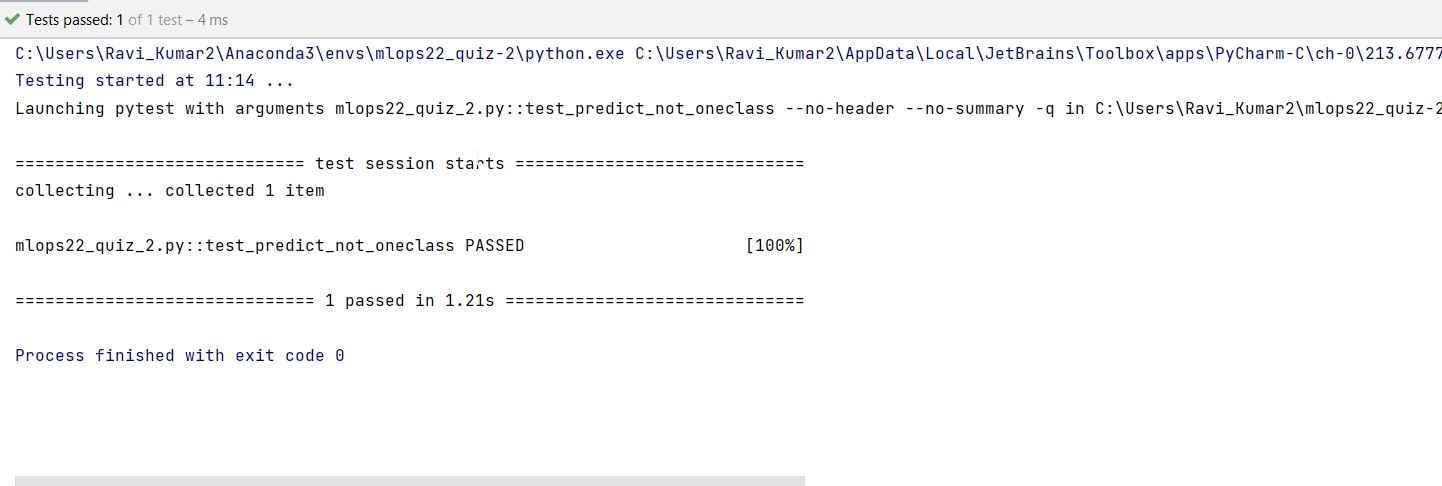 Tests passed: 1 of 1 test – 4 ms
C:\Users\Ravi_Kumar2\Anaconda3\envs\mlops22_quiz-2\python.exe C:\Users\Ravi_Kumar2\AppData\Local\JetBrains\Toolbox\apps\PyCharm-C\ch-0\213.6777
Testing started at 11:14 ...
Launching pytest with arguments mlops22_quiz_2.py::test_predict_not_oneclass --no-header --no-summary -q in C:\Users\Ravi_Kumar2\mlops22_quiz-2
============================= test session starts =============================
collecting ... collected 1 item
mlops22_quiz_2.py::test_predict_not_oneclass PASSED [100%]
============================== 1 passed in 1.21s ==============================
Process finished with exit code 0